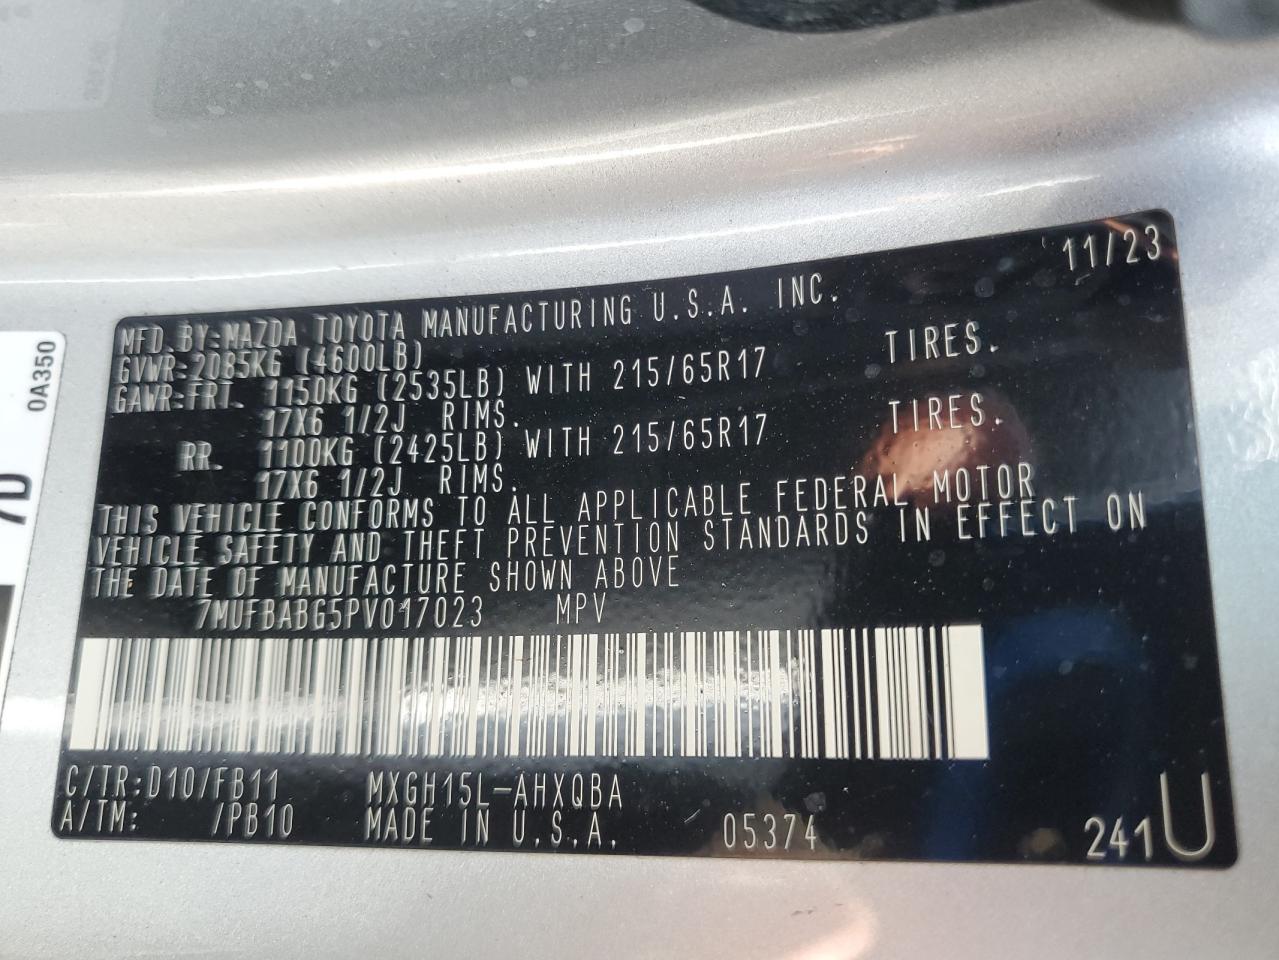 11/23
MFD. BY: MAZDA TOYOTA MANUFACTURING U.S.A. INC.
GVWR: 2085KG (4600LB)
GAWR: FRT. 1150KG (2535LB) WITH 215/65R17 TIRES.
17X6 1/2J RIMS.
RR. 1100KG (2425LB) WITH 215/65R17 TIRES.
17X6 1/2J RIMS.
THIS VEHICLE CONFORMS TO ALL APPLICABLE FEDERAL MOTOR
VEHICLE SAFETY AND THEFT PREVENTION STANDARDS IN EFFECT ON
THE DATE OF MANUFACTURE SHOWN ABOVE
7MUFBABG5PV017023 MPV
C/TR: D10/FB11 MXGH15L-AHXQBA
A/TM: /PB10 MADE IN U.S.A. 05374 241U
0A350
7D